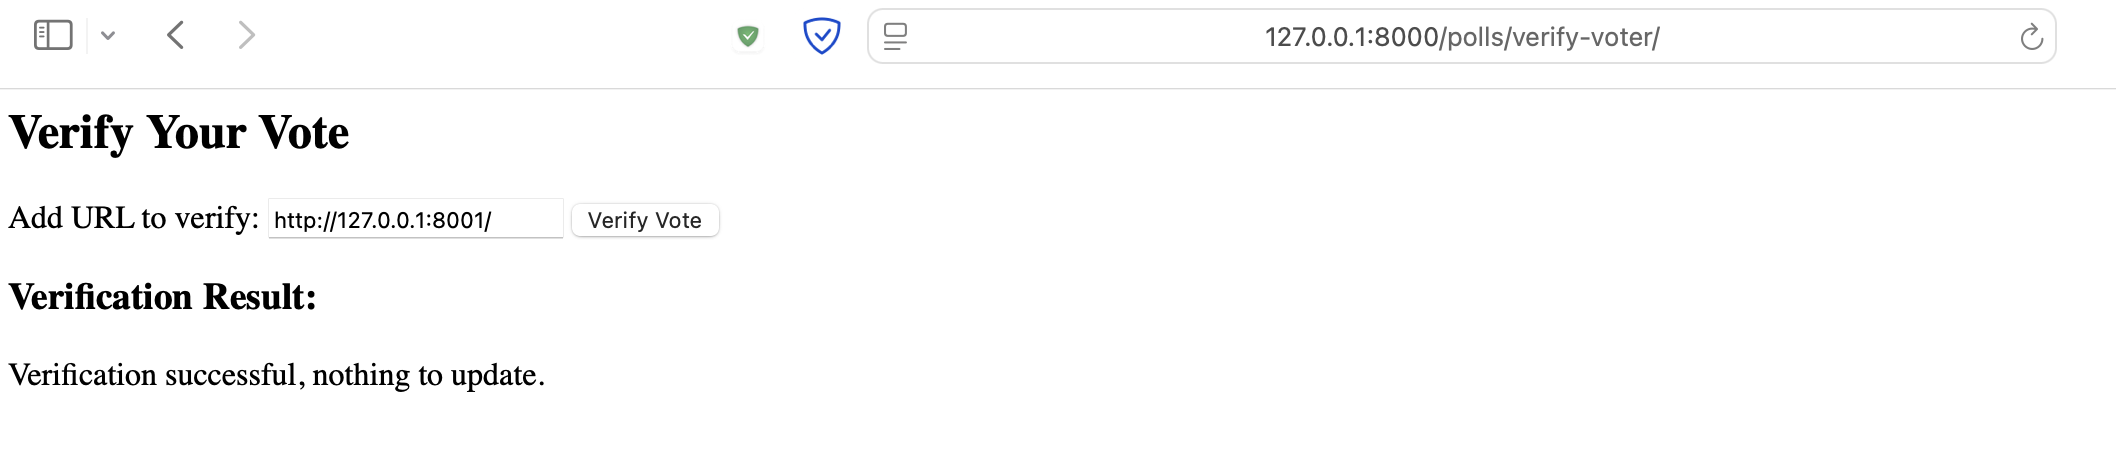 127.0.0.1:8000/polls/verify-voter/
Verify Your Vote
Add URL to verify: http://127.0.0.1:8001/ Verify Vote
Verification Result:
Verification successful, nothing to update.